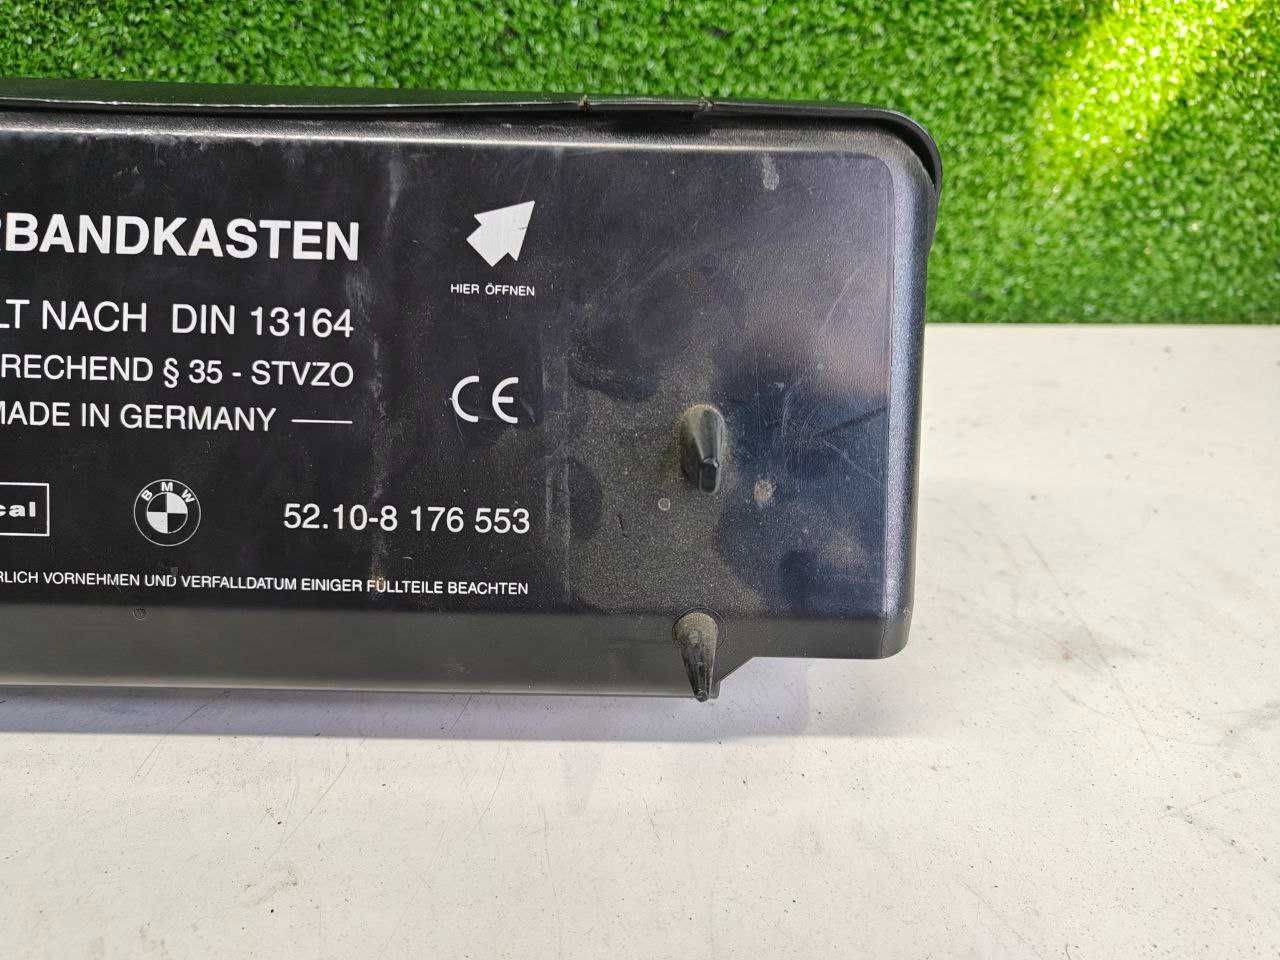 RBANDKASTEN
HIER ÖFFNEN
LT NACH DIN 13164
RECHEND § 35 - STVZO
MADE IN GERMANY
CE
cal
BMW
52.10-8 176 553
RLICH VORNEHMEN UND VERFALLDATUM EINIGER FÜLLTEILE BEACHTEN